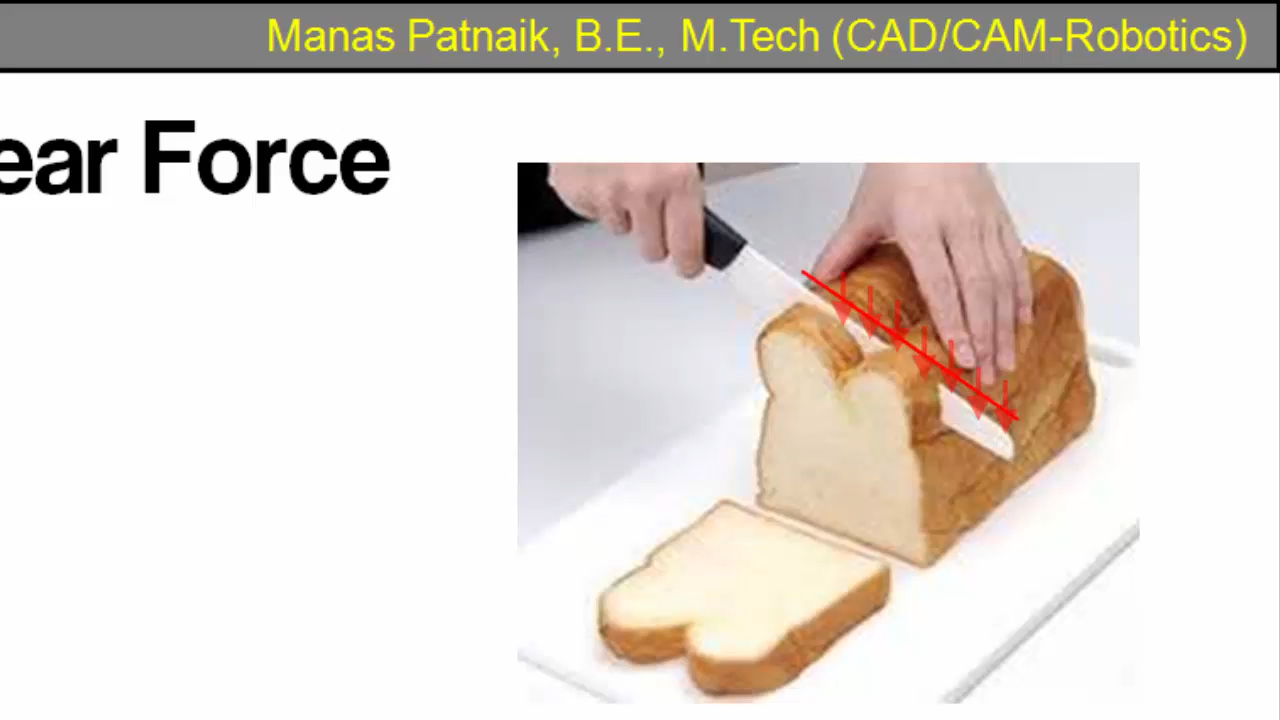 Manas Patnaik, B.E., M.Tech (CAD/CAM-Robotics)
ear Force